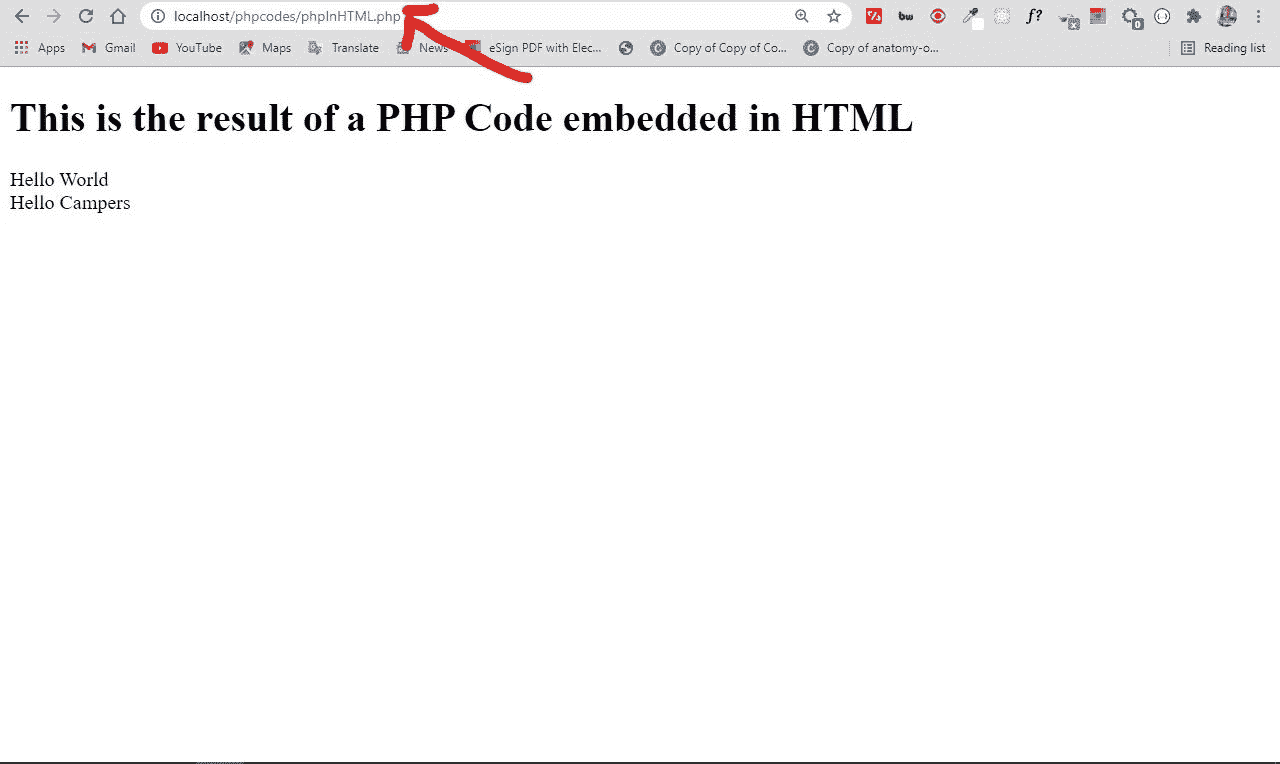 localhost/phpcodes/phpInHTML.php
bw
f?
0
Apps Gmail YouTube Maps Translate News eSign PDF with Elec... Copy of Copy of Co... Copy of anatomy-o... Reading list
This is the result of a PHP Code embedded in HTML
Hello World
Hello Campers